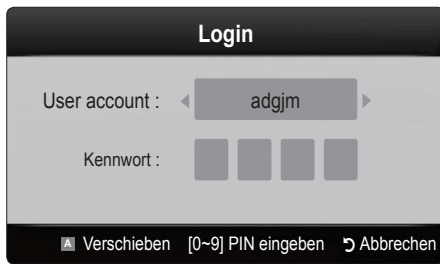 Login
User account : adgjm
Kennwort :
A Verschieben [0~9] PIN eingeben Abbrechen